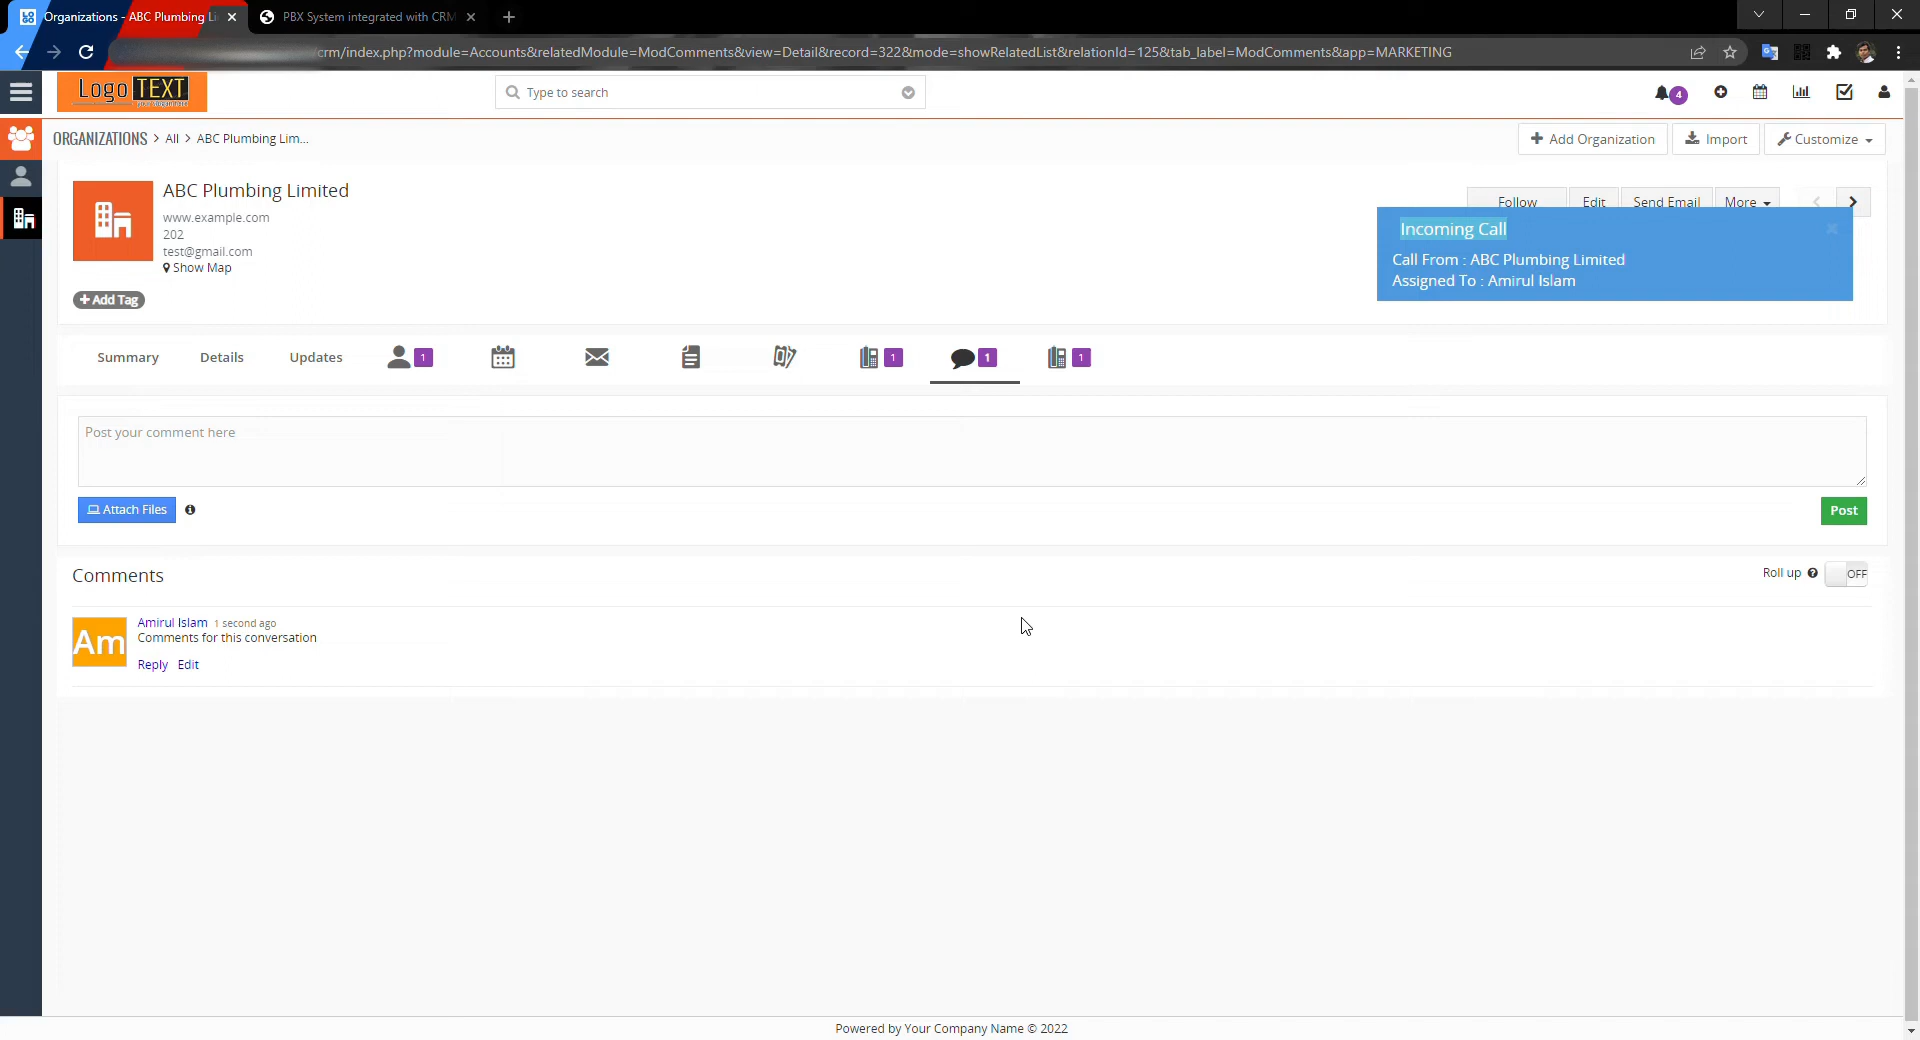 Organizations - ABC Plumbing Li
PBX System integrated with CRM
crm/index.php?module=Accounts&relatedModule=ModComments&view=Detail&record=322&mode=showRelatedList&relationId=125&tab_label=ModComments&app=MARKETING
Logo TEXT
Type to search
4
ORGANIZATIONS > All > ABC Plumbing Lim...
Add Organization
Import
Customize
ABC Plumbing Limited
www.example.com
202
test@gmail.com
Show Map
+ Add Tag
Follow
Edit
Send Email
More
Incoming Call
Call From : ABC Plumbing Limited
Assigned To : Amirul Islam
Summary
Details
Updates
1
1
1
1
Post your comment here
Attach Files
Post
Comments
Roll up
OFF
Am
Amirul Islam 1 second ago
Comments for this conversation
Reply Edit
Powered by Your Company Name © 2022